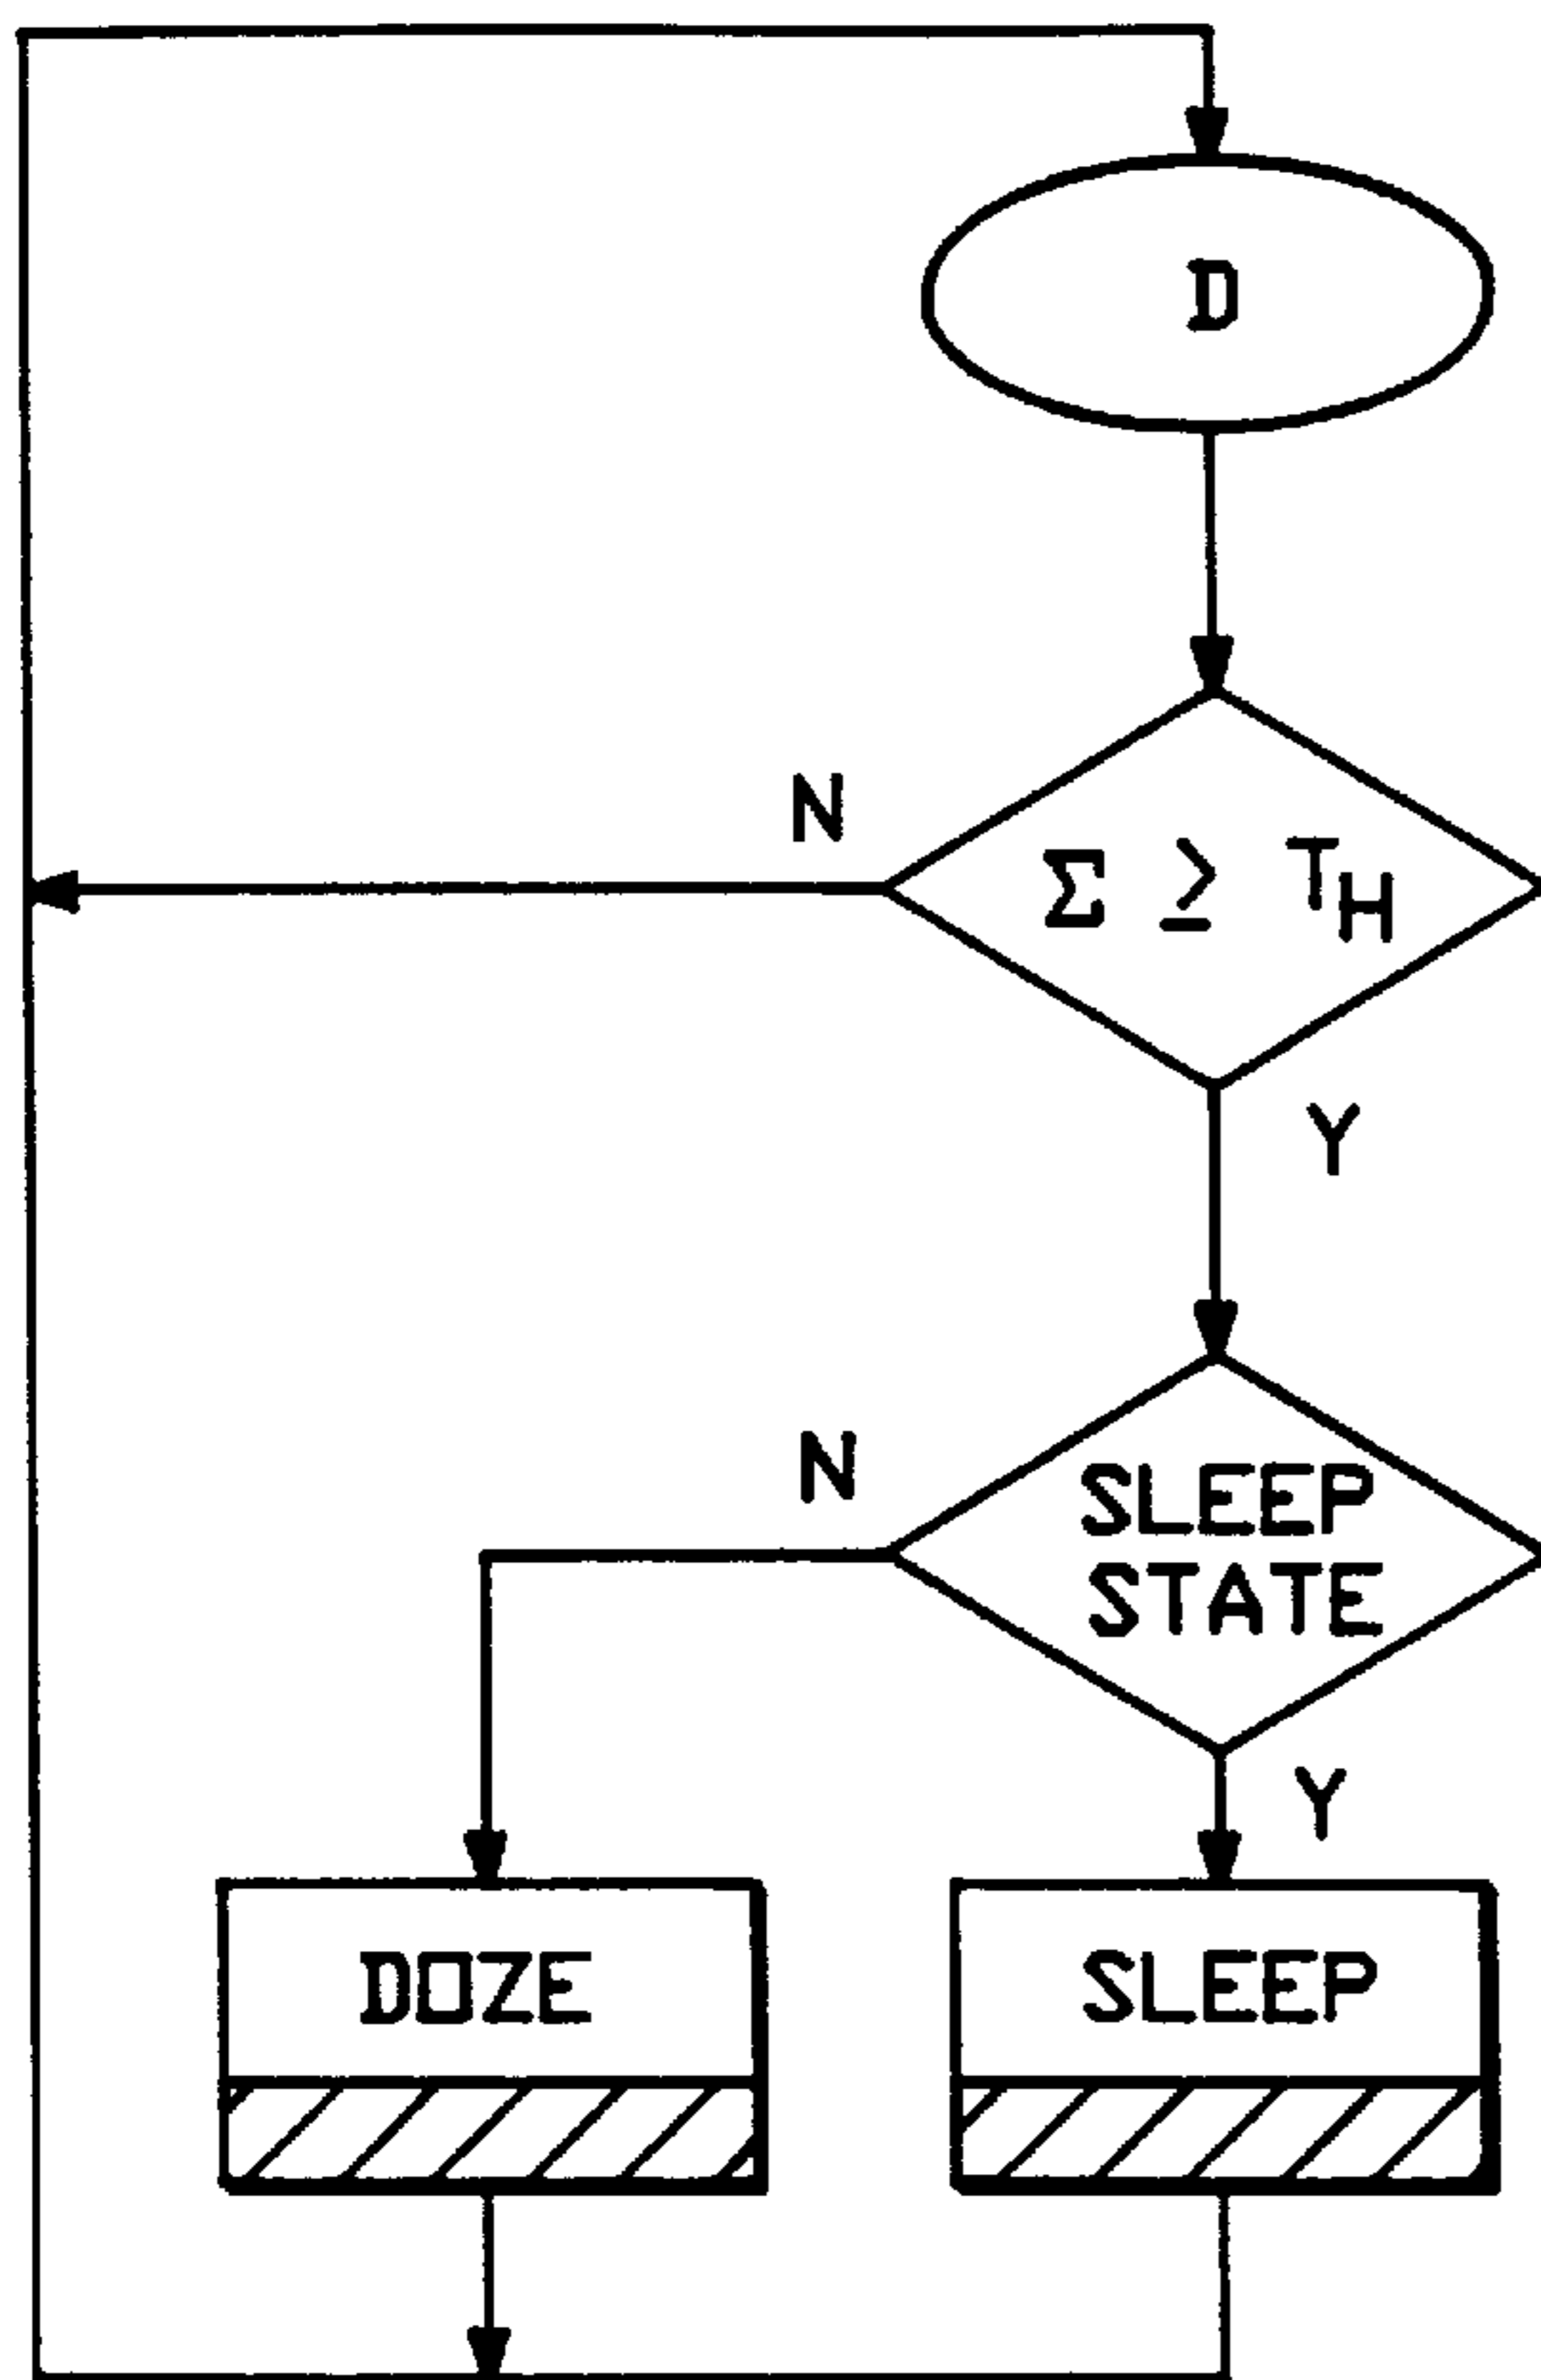 D
N
Σ ≥ TH
Y
N
SLEEP
STATE
Y
DOZE
SLEEP